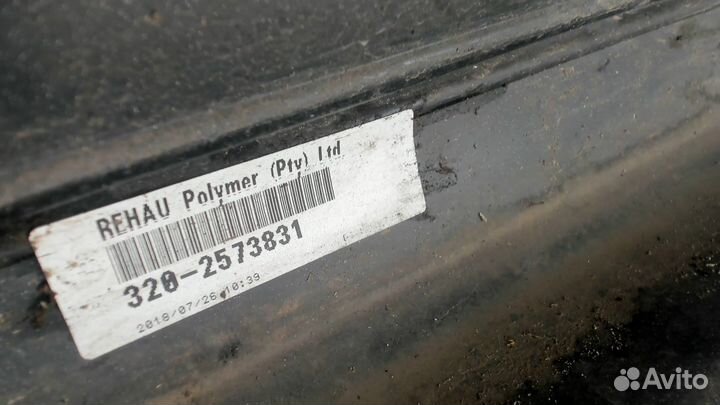 REHAU Polymer (Pty) Ltd
320-2573831
2018/07/26 10:39
Avito